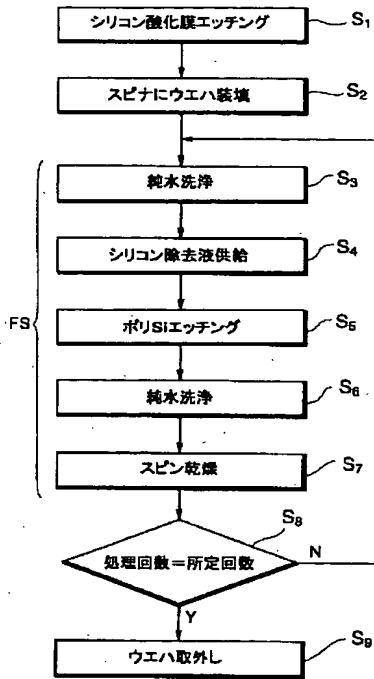 シリコン酸化膜エッチング S1
スピナにウエハ装填 S2
純水洗浄 S3
シリコン除去液供給 S4
FS
ポリSiエッチング S5
純水洗浄 S6
スピン乾燥 S7
S8
処理回数=所定回数 N
Y
ウエハ取外し S9